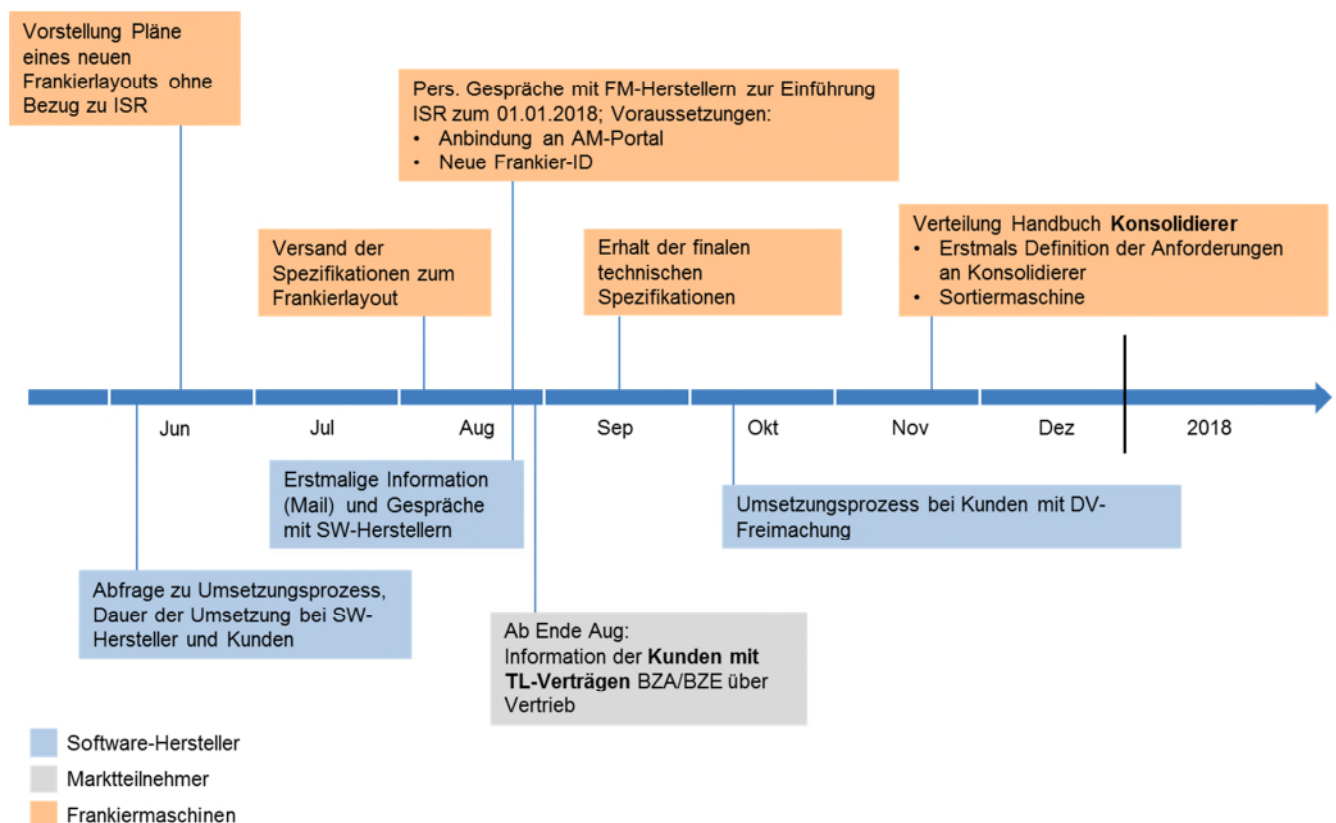 Vorstellung Pläne
eines neuen
Frankierlayouts ohne
Bezug zu ISR
Pers. Gespräche mit FM-Herstellern zur Einführung
ISR zum 01.01.2018; Voraussetzungen:
• Anbindung an AM-Portal
• Neue Frankier-ID
Versand der
Spezifikationen zum
Frankierlayout
Erhalt der finalen
technischen
Spezifikationen
Verteilung Handbuch Konsolidierer
• Erstmals Definition der Anforderungen
an Konsolidierer
• Sortiermaschine
Jun Jul Aug Sep Okt Nov Dez 2018
Erstmalige Information
(Mail) und Gespräche
mit SW-Herstellern
Umsetzungsprozess bei Kunden mit DV-
Freimachung
Abfrage zu Umsetzungsprozess,
Dauer der Umsetzung bei SW-
Hersteller und Kunden
Ab Ende Aug:
Information der Kunden mit
TL-Verträgen BZA/BZE über
Vertrieb
Software-Hersteller
Marktteilnehmer
Frankiermaschinen